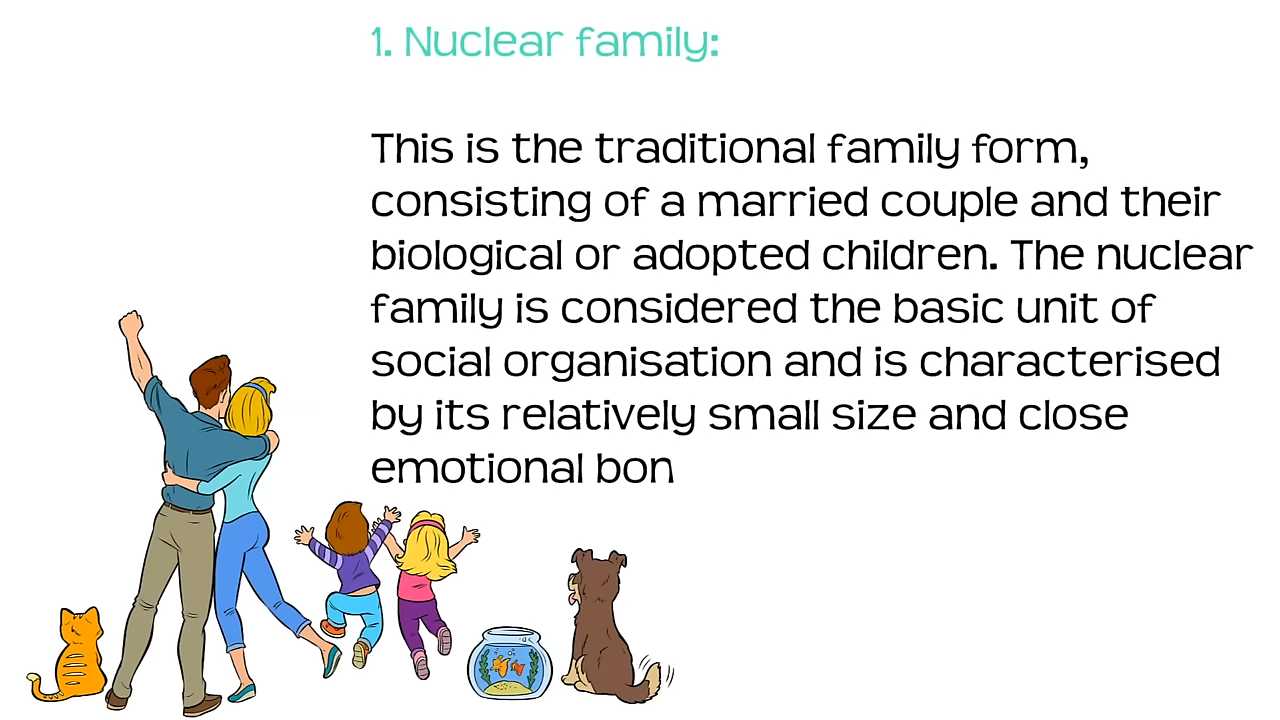 1. Nuclear family:
This is the traditional family form,
consisting of a married couple and their
biological or adopted children. The nuclear
family is considered the basic unit of
social organisation and is characterised
by its relatively small size and close
emotional bon